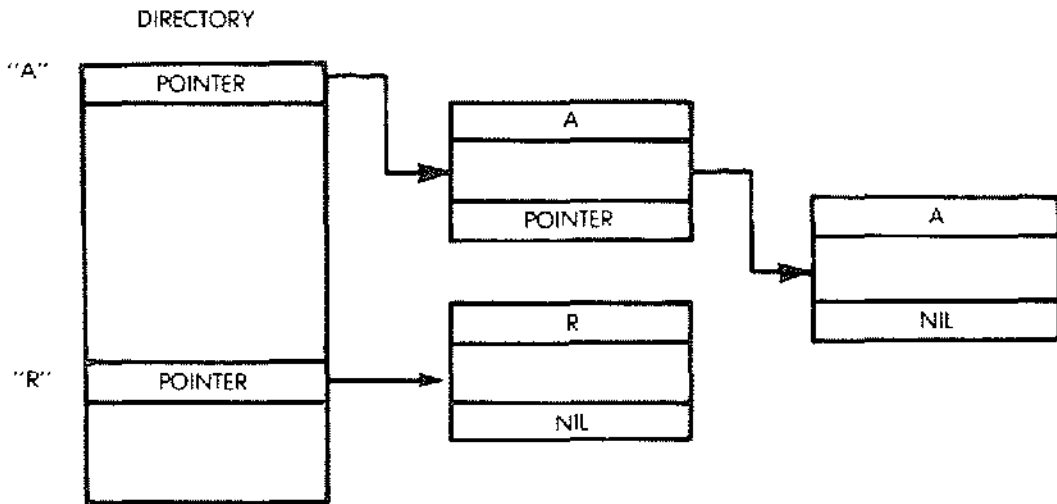 DIRECTORY
"A"
POINTER
A
POINTER
A
NIL
R
NIL
"R"
POINTER